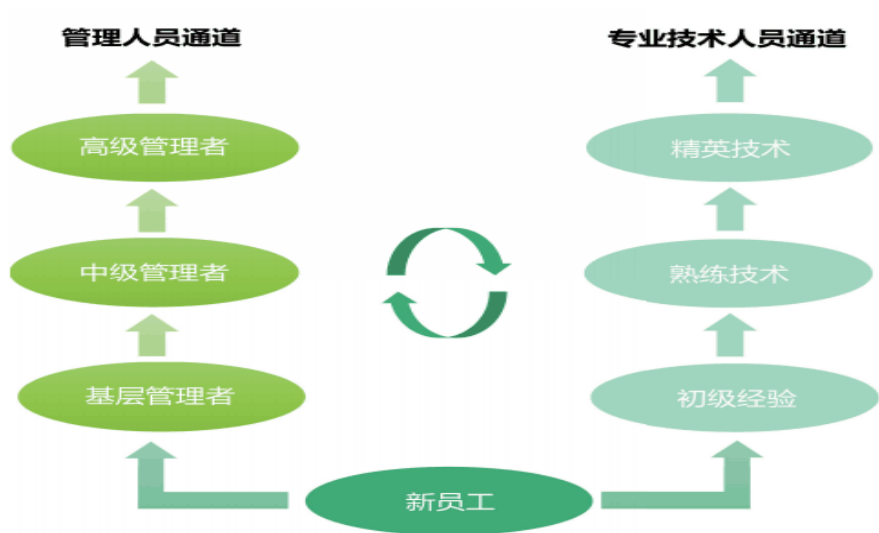 管理人员通道
专业技术人员通道
高级管理者
精英技术
中级管理者
熟练技术
基层管理者
初级经验
新员工